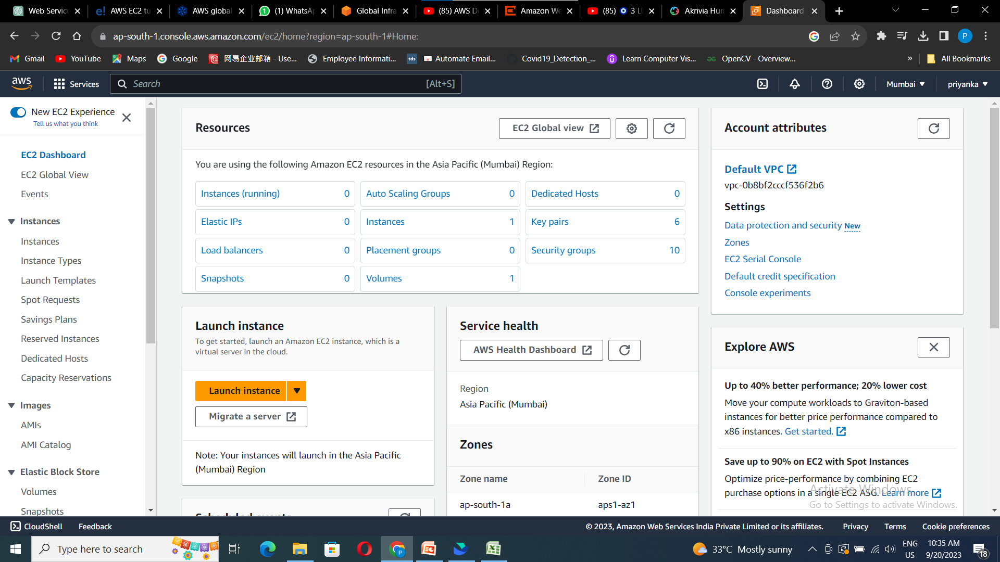 Web Service
AWS EC2 tu
AWS global
(1) WhatsAp
Global Infra
(85) AWS De
Amazon We
(85)
3 L
Akrivia Hum
Dashboard
ap-south-1.console.aws.amazon.com/ec2/home?region=ap-south-1#Home:
P
Gmail
YouTube
Maps
Google
网易企业邮箱 - Use...
Employee Informati...
tds
Automate Email...
Covid19_Detection_...
Learn Computer Vis...
OpenCV - Overview...
»
All Bookmarks
aws
Services
Search
[Alt+S]
Mumbai
priyanka
New EC2 Experience
Tell us what you think
EC2 Dashboard
EC2 Global View
Events
Instances
Instances
Instance Types
Launch Templates
Spot Requests
Savings Plans
Reserved Instances
Dedicated Hosts
Capacity Reservations
Images
AMIs
AMI Catalog
Elastic Block Store
Volumes
Snapshots
Resources
EC2 Global view
You are using the following Amazon EC2 resources in the Asia Pacific (Mumbai) Region:
Instances (running) 0
Auto Scaling Groups 0
Dedicated Hosts 0
Elastic IPs 0
Instances 1
Key pairs 6
Load balancers 0
Placement groups 0
Security groups 10
Snapshots 0
Volumes 1
Launch instance
To get started, launch an Amazon EC2 instance, which is a
virtual server in the cloud.
Launch instance
Migrate a server
Note: Your instances will launch in the Asia Pacific
(Mumbai) Region
Scheduled events
Service health
AWS Health Dashboard
Region
Asia Pacific (Mumbai)
Zones
Zone name
Zone ID
ap-south-1a
aps1-az1
Account attributes
Default VPC
vpc-0b8bf2cccf536f2b6
Settings
Data protection and security New
Zones
EC2 Serial Console
Default credit specification
Console experiments
Explore AWS
Up to 40% better performance; 20% lower cost
Move your compute workloads to Graviton-based
instances for better price performance compared to
x86 instances. Get started.
Save up to 90% on EC2 with Spot Instances
Optimize price-performance by combining EC2
purchase options in a single EC2 ASG. Learn more
Activate Windows
Go to Settings to activate Windows.
CloudShell
Feedback
© 2023, Amazon Web Services India Private Limited or its affiliates.
Privacy
Terms
Cookie preferences
Type here to search
33°C Mostly sunny
ENG
US
10:35 AM
9/20/2023
18